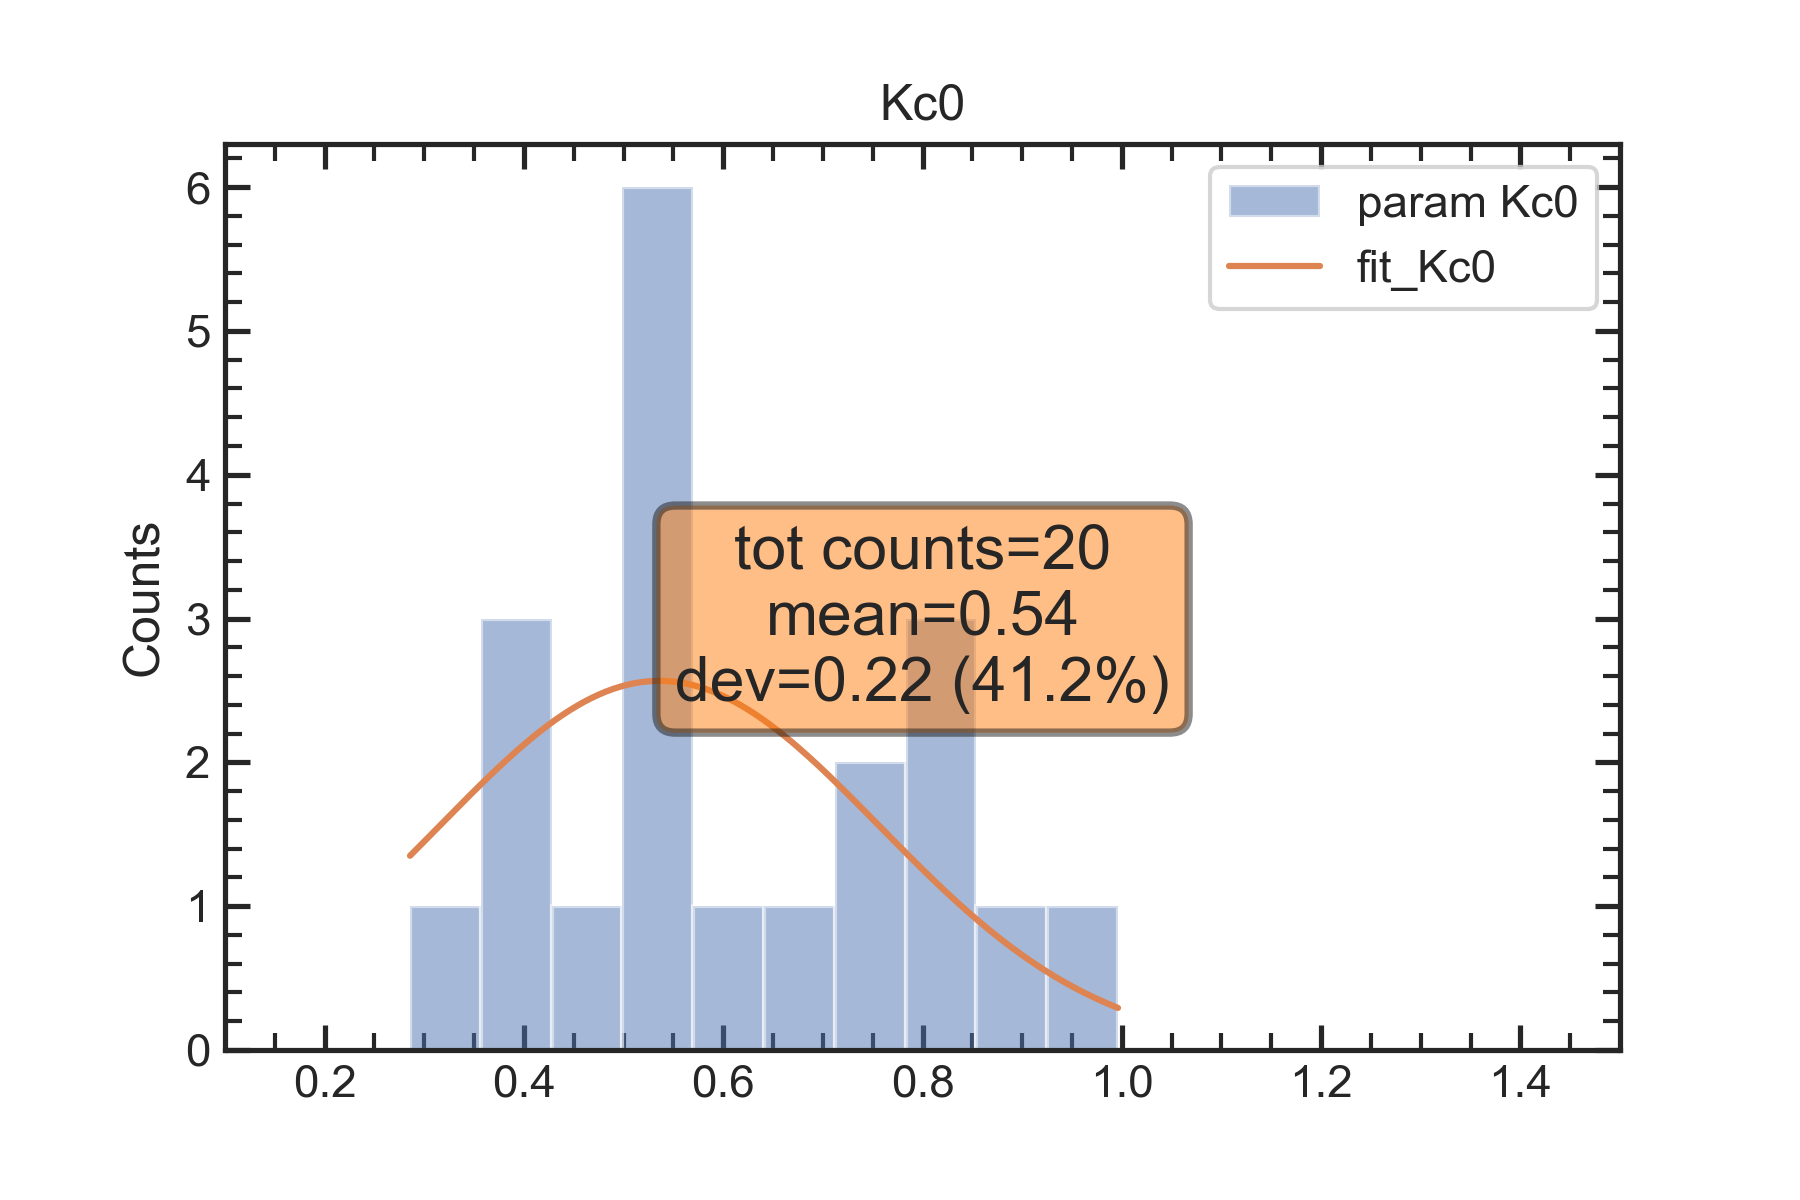 Kc0
param Kc0
fit_Kc0
6
5
4
3
2
1
0
Counts
tot counts=20
mean=0.54
dev=0.22 (41.2%)
0.2 0.4 0.6 0.8 1.0 1.2 1.4